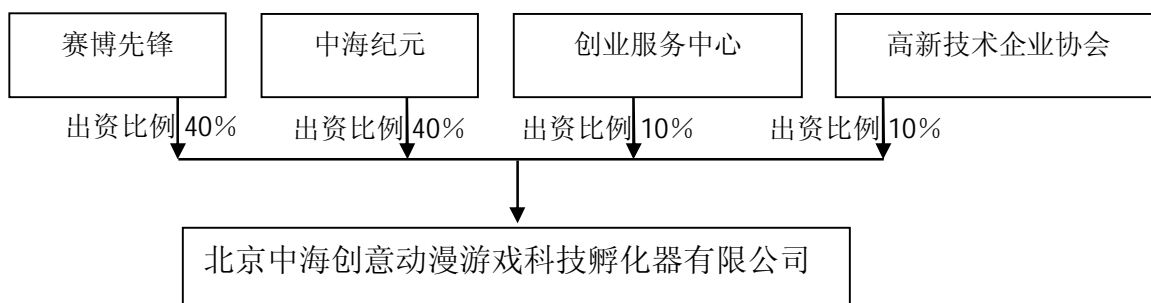 赛博先锋
中海纪元
创业服务中心
高新技术企业协会
出资比例 40%
出资比例 40%
出资比例 10%
出资比例 10%
北京中海创意动漫游戏科技孵化器有限公司